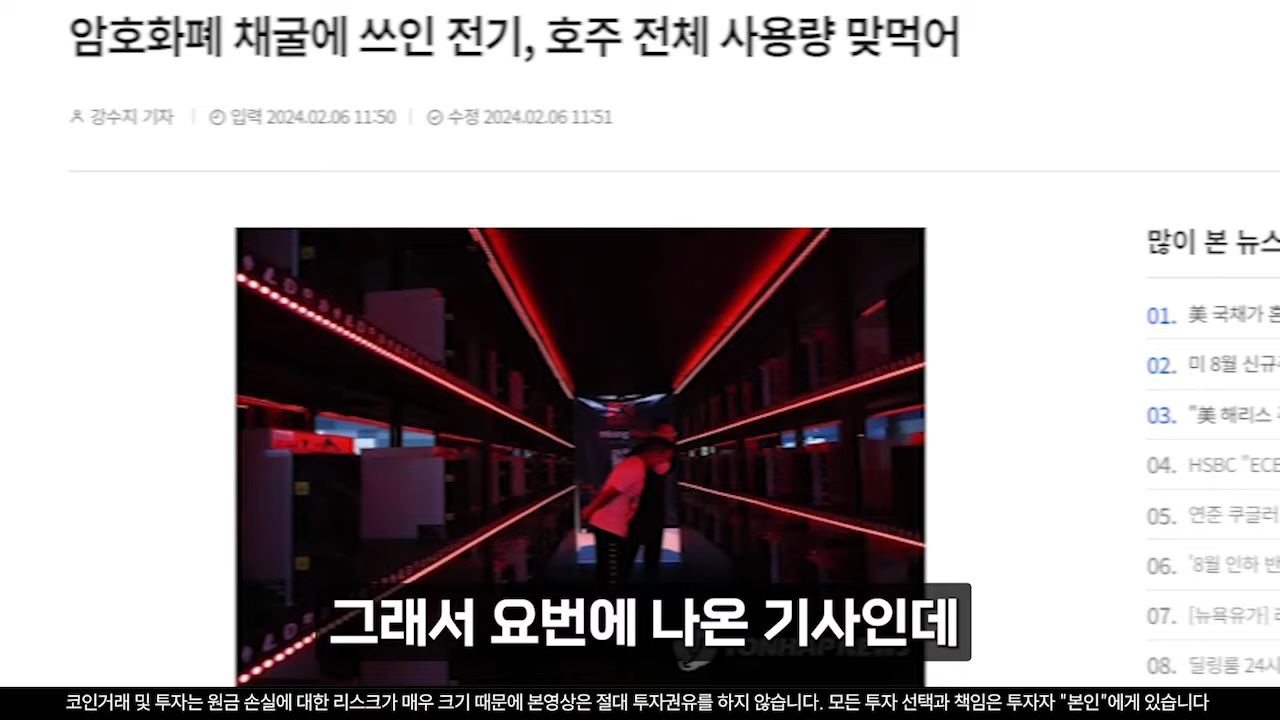 암호화폐 채굴에 쓰인 전기, 호주 전체 사용량 맞먹어
강수지 기자 | 입력 2024.02.06 11:50 | 수정 2024.02.06 11:51
많이 본 뉴스
01. 美 국채가
02. 미 8월 신규
03. "美 해리스
04. HSBC "ECB
05. 연준 쿠글러
06. '8월 인하
07. [뉴욕유가]
08. 딜링룸 24시
YONHAP NEWS
그래서 요번에 나온 기사인데
코인거래 및 투자는 원금 손실에 대한 리스크가 매우 크기 때문에 본영상은 절대 투자권유를 하지 않습니다. 모든 투자 선택과 책임은 투자자 "본인"에게 있습니다